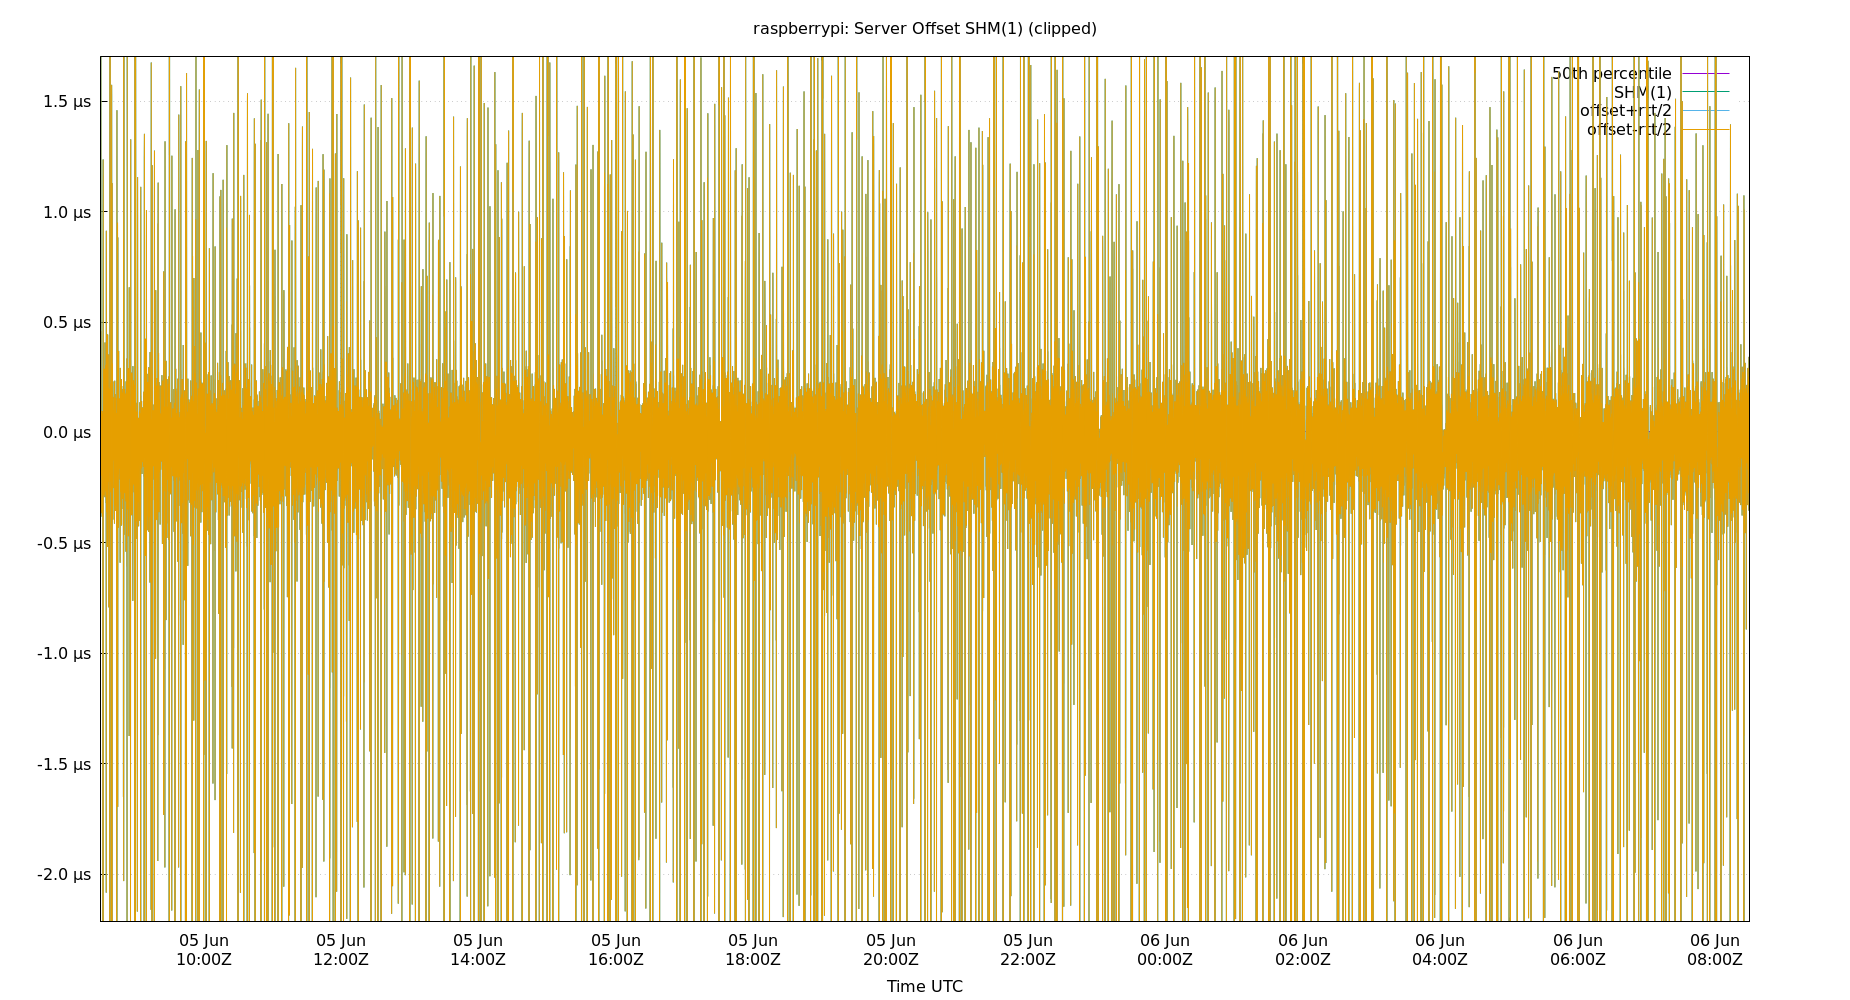 raspberrypi: Server Offset SHM(1) (clipped)
50th percentile
SHM(1)
offset+rtt/2
offset-rtt/2
1.5 µs
1.0 µs
0.5 µs
0.0 µs
-0.5 µs
-1.0 µs
-1.5 µs
-2.0 µs
05 Jun 05 Jun 05 Jun 05 Jun 05 Jun 05 Jun 05 Jun 06 Jun 06 Jun 06 Jun 06 Jun 06 Jun
10:00Z 12:00Z 14:00Z 16:00Z 18:00Z 20:00Z 22:00Z 00:00Z 02:00Z 04:00Z 06:00Z 08:00Z
Time UTC